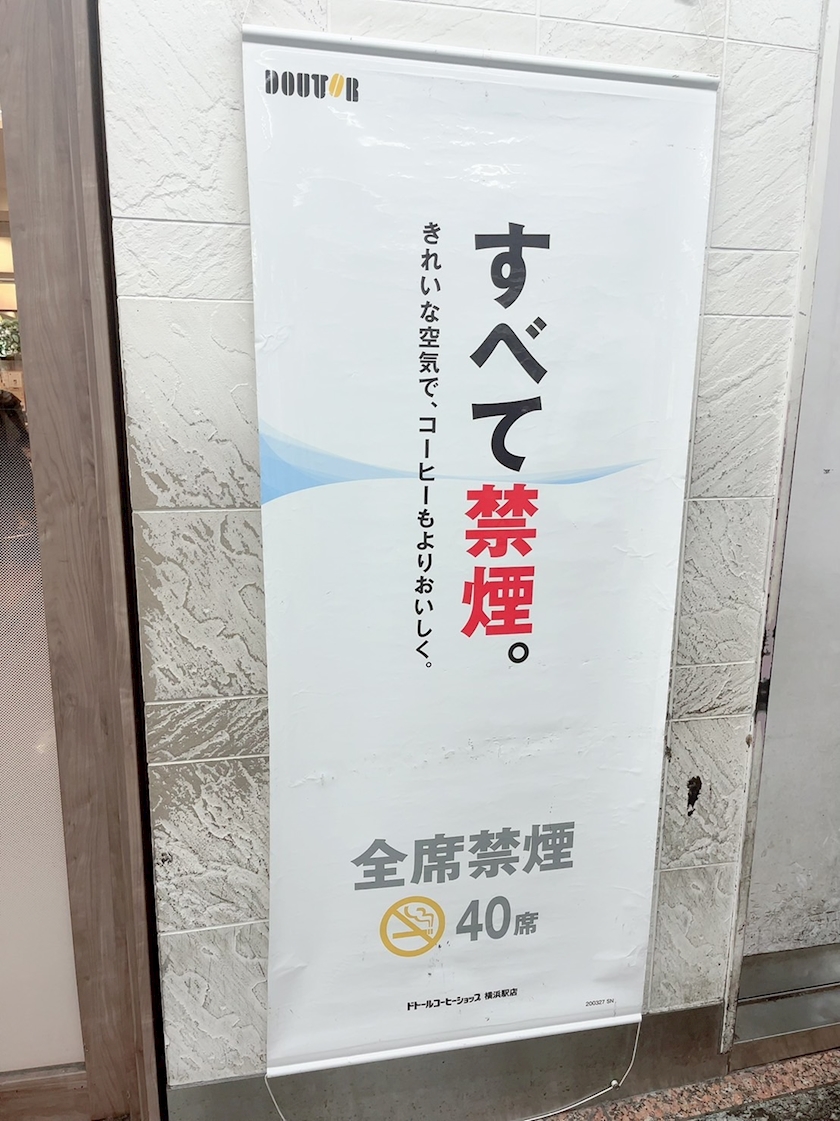 DOUTOR
すべて禁煙。
きれいな空気で、コーヒーもよりおいしく。
全席禁煙
40席
ドトールコーヒーショップ 横浜駅店
200327 SN